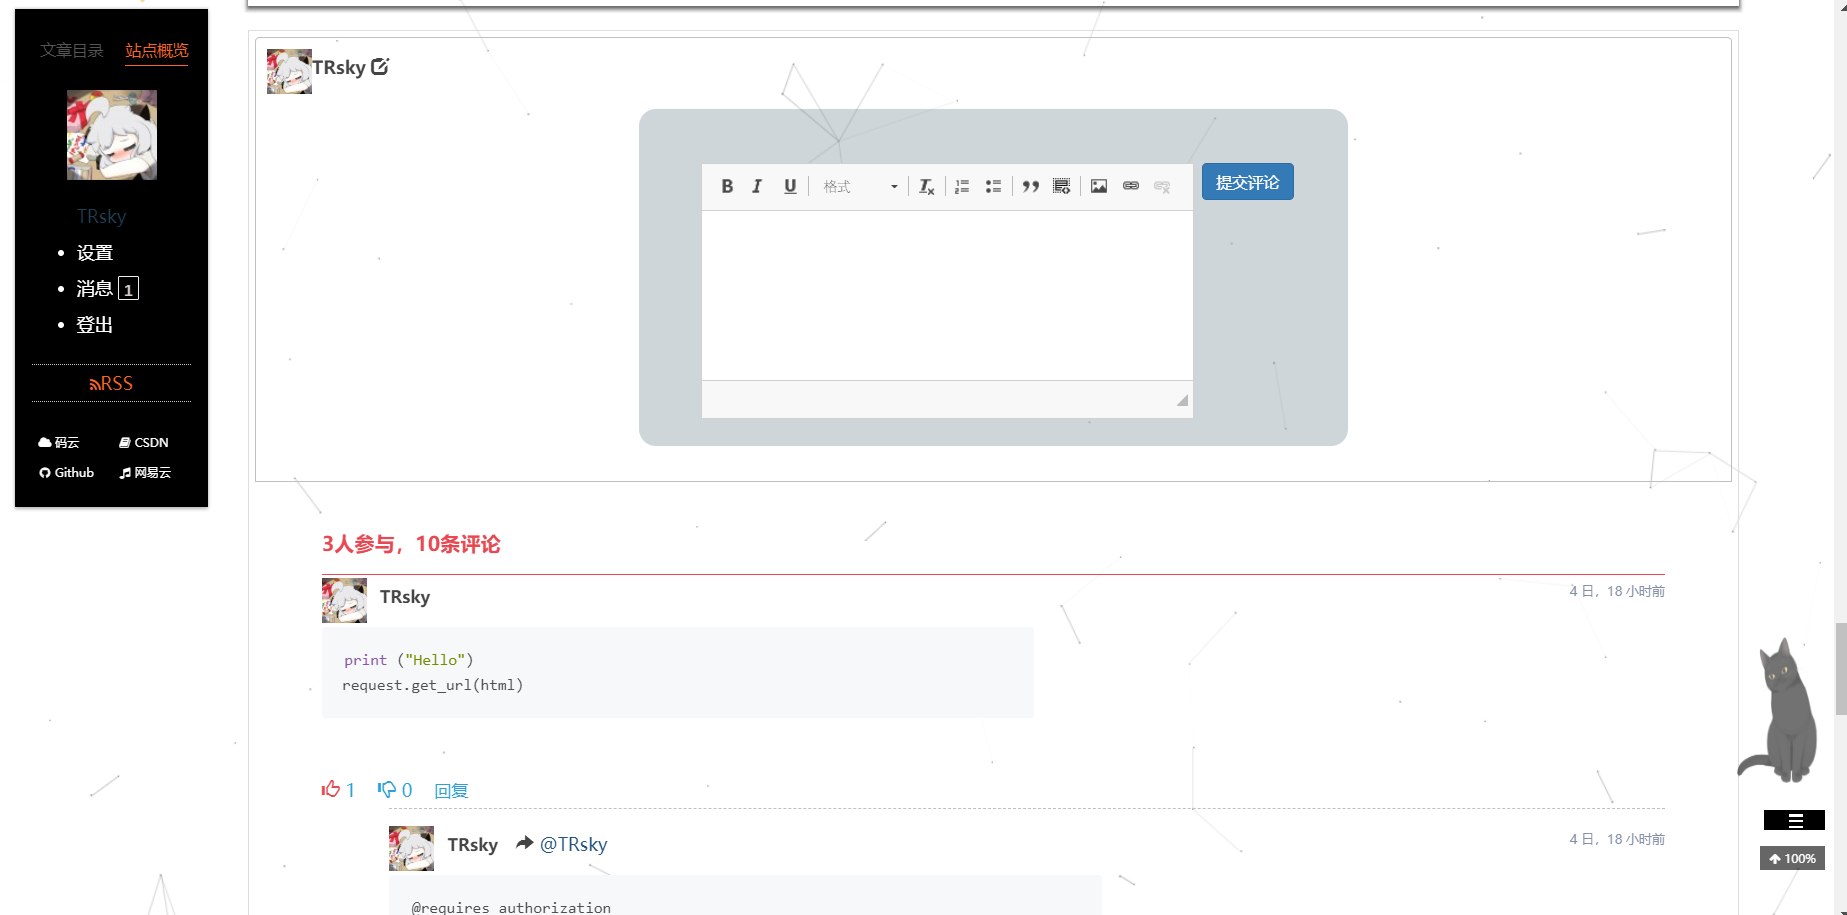 文章目录 站点概览
TRsky
设置
消息 1
登出
RSS
码云 CSDN
Github 网易云
TRsky
B I U 格式
提交评论
3人参与，10条评论
TRsky 4 日，18 小时前
print ("Hello")
request.get_url(html)
1 0 回复
TRsky @TRsky 4 日，18 小时前
@requires_authorization
100%